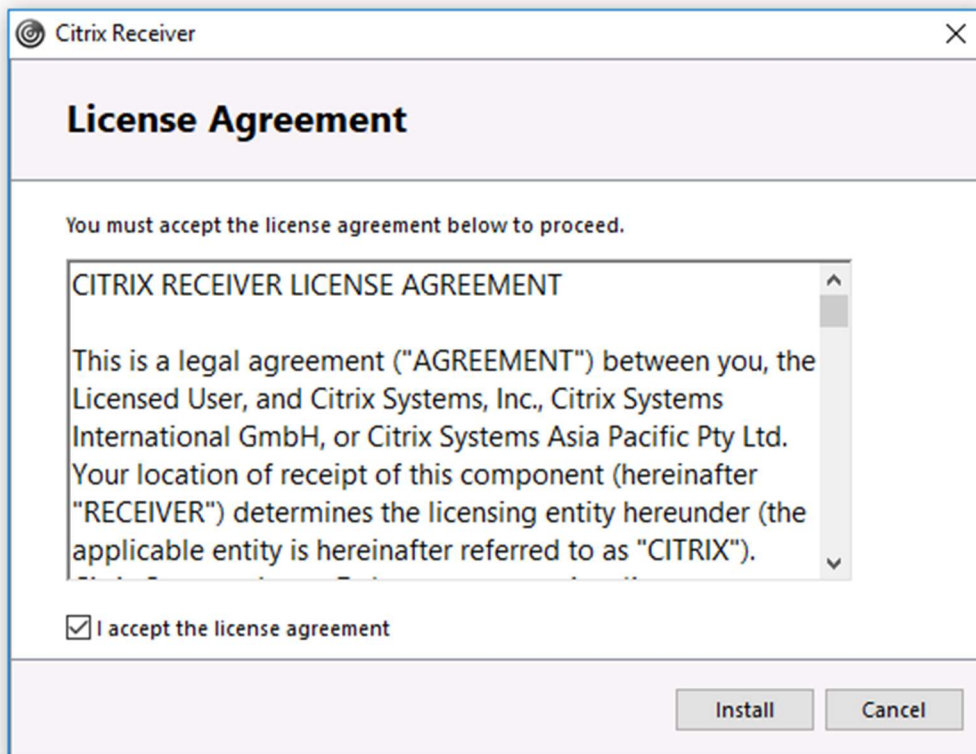 Citrix Receiver
License Agreement
You must accept the license agreement below to proceed.
CITRIX RECEIVER LICENSE AGREEMENT
This is a legal agreement ("AGREEMENT") between you, the
Licensed User, and Citrix Systems, Inc., Citrix Systems
International GmbH, or Citrix Systems Asia Pacific Pty Ltd.
Your location of receipt of this component (hereinafter
"RECEIVER") determines the licensing entity hereunder (the
applicable entity is hereinafter referred to as "CITRIX").
I accept the license agreement
Install
Cancel